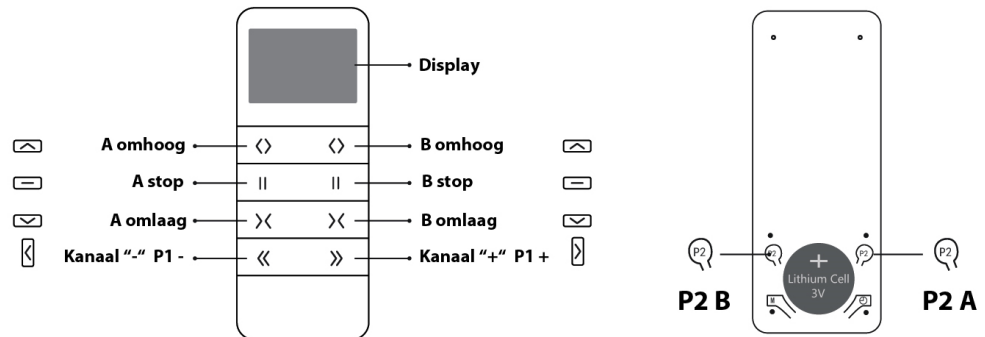 Display
A omhoog
B omhoog
A stop
B stop
A omlaag
B omlaag
Kanaal “-“ P1 -
Kanaal “+“ P1 +
P2
P2
P2
P2
P2 B
P2 A
Lithium Cell
3V
M